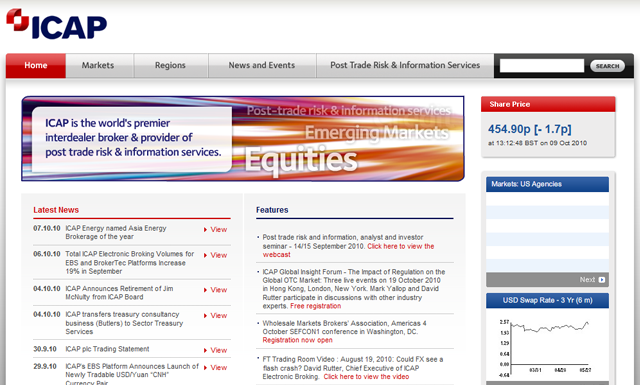 ICAP
Home
Markets
Regions
News and Events
Post Trade Risk & Information Services
SEARCH
ICAP is the world's premier
interdealer broker & provider of
post trade risk & information services.
Post-trade risk & information services
Emerging Markets
Equities
Share Price
454.90p [- 1.7p]
at 13:12:48 BST on 09 Oct 2010
Latest News
07.10.10 ICAP Energy named Asia Energy
Brokerage of the year
View
06.10.10 Total ICAP Electronic Broking Volumes for
EBS and BrokerTec Platforms Increase
19% in September
View
04.10.10 ICAP Announces Retirement of Jim
McNulty from ICAP Board
View
04.10.10 ICAP transfers treasury consultancy
business (Butlers) to Sector Treasury
Services
View
30.9.10 ICAP plc Trading Statement
View
29.9.10 ICAP's EBS Platform Announces Launch of
Newly Tradable USD/Yuan "CNH"
Currency Pair
View
Features
Post trade risk and information, analyst and investor
seminar - 14/15 September 2010. Click here to view the
webcast
ICAP Global Insight Forum - The Impact of Regulation on the
Global OTC Market: Three live events on 19 October 2010
in Hong Kong, London, New York. Mark Yallop and David
Rutter participate in discussions with other industry
experts. Free registration
Wholesale Markets Brokers' Association, Americas 4
October SEFCON1 conference in Washington, DC.
Registration now open
FT Trading Room Video : August 19, 2010: Could FX see a
flash crash? David Rutter, Chief Executive of ICAP
Electronic Broking. Click here to view the video
Markets: US Agencies
Next
USD Swap Rate - 3 Yr (6 m)
2.57
1.93
1.28
0.64
-0.00
-0.64
03/17
05/27